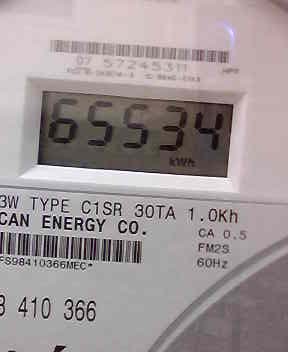 07 57245311
65534
kWh
3W TYPE C1SR 30TA 1.0Kh
CAN ENERGY CO.
CA 0.5
FM2S
60Hz
FS98410366MEC*
8 410 366